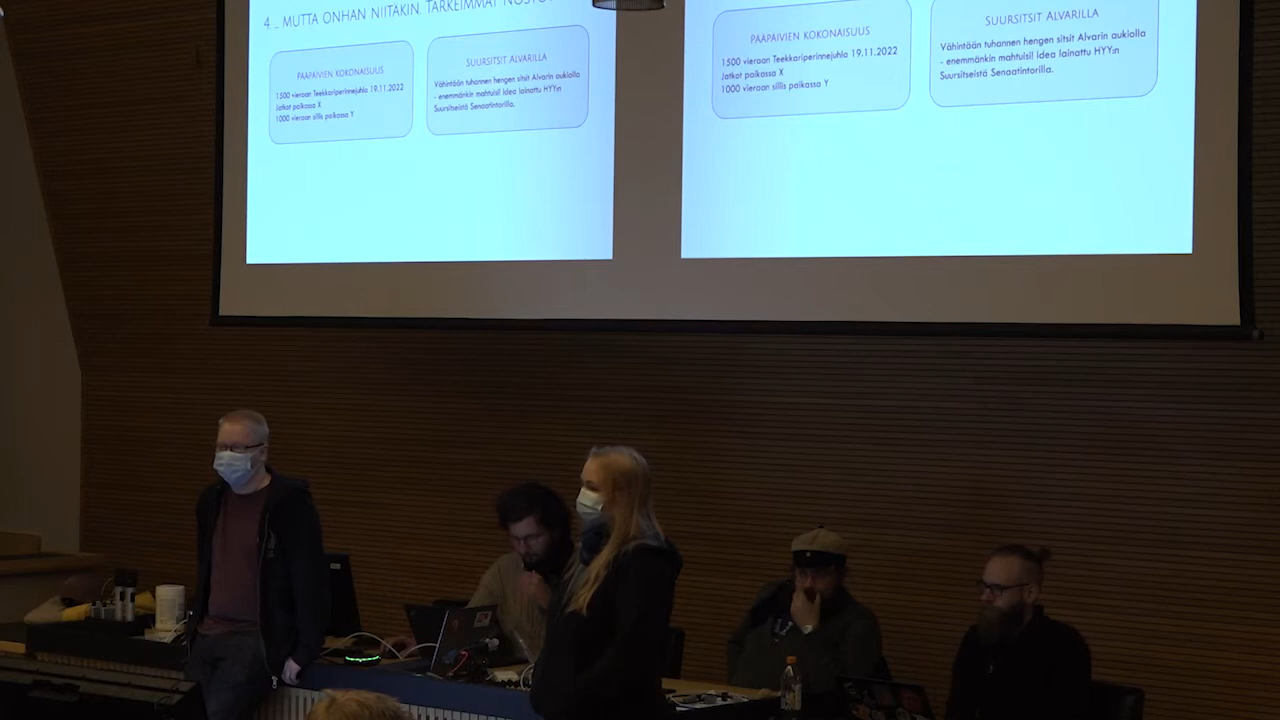 4. _ MUTTA ONHAN NIITÄKIN. TÄRKEIMMÄT
PÄÄPÄIVIEN KOKONAISUUS
1500 vieraan Teekkariperinnejuhla 19.11.2022
Jatkot paikassa X
1000 vieraan sillis paikassa Y
SUURSITSIT ALVARILLA
Vähintään tuhannen hengen sitsit Alvarin aukiolla
- enemmänkin mahtuisi! Idea lainattu HYY:n
Suursitseistä Senaatintorilla.
PÄÄPÄIVIEN KOKONAISUUS
1500 vieraan Teekkariperinnejuhla 19.11.2022
Jatkot paikassa X
1000 vieraan sillis paikassa Y
SUURSITSIT ALVARILLA
Vähintään tuhannen hengen sitsit Alvarin aukiolla
- enemmänkin mahtuisi! Idea lainattu HYY:n
Suursitseistä Senaatintorilla.